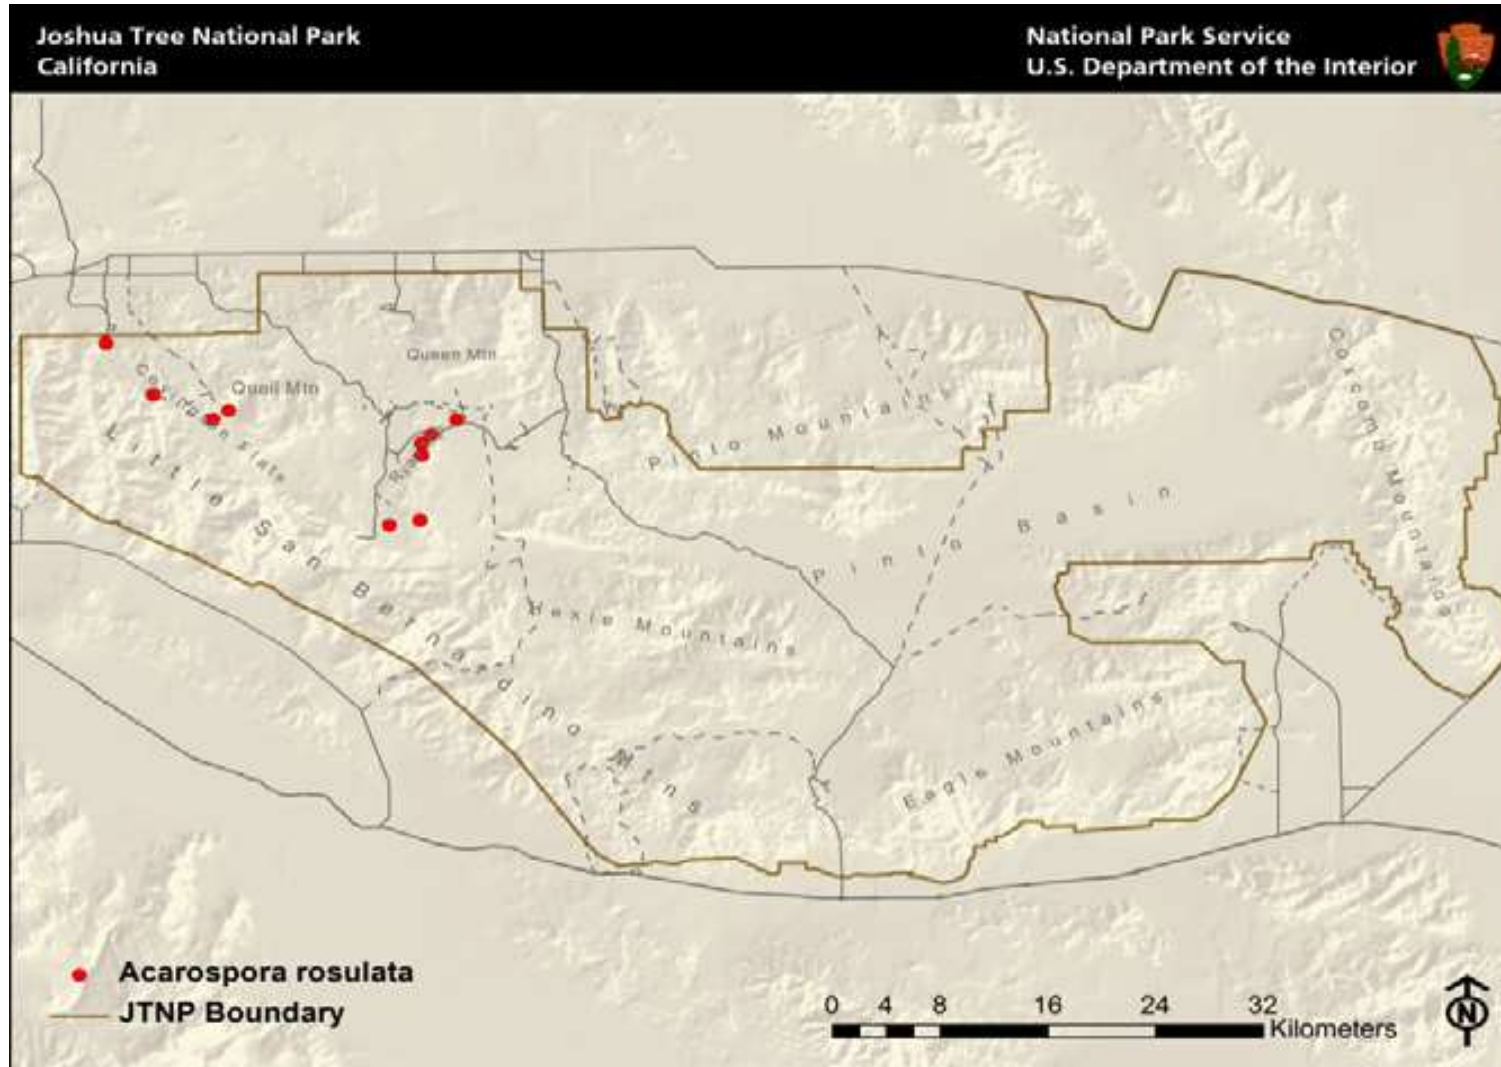 Joshua Tree National Park
California
National Park Service
U.S. Department of the Interior
Queen Mtn
Quail Mtn
Little San Bernardino Mtns
Pinto Mountains
Pinto Basin
Coxcomb Mountains
Hexie Mountains
Eagle Mountains
Acarospora rosulata
JTNP Boundary
0 4 8 16 24 32
Kilometers
N